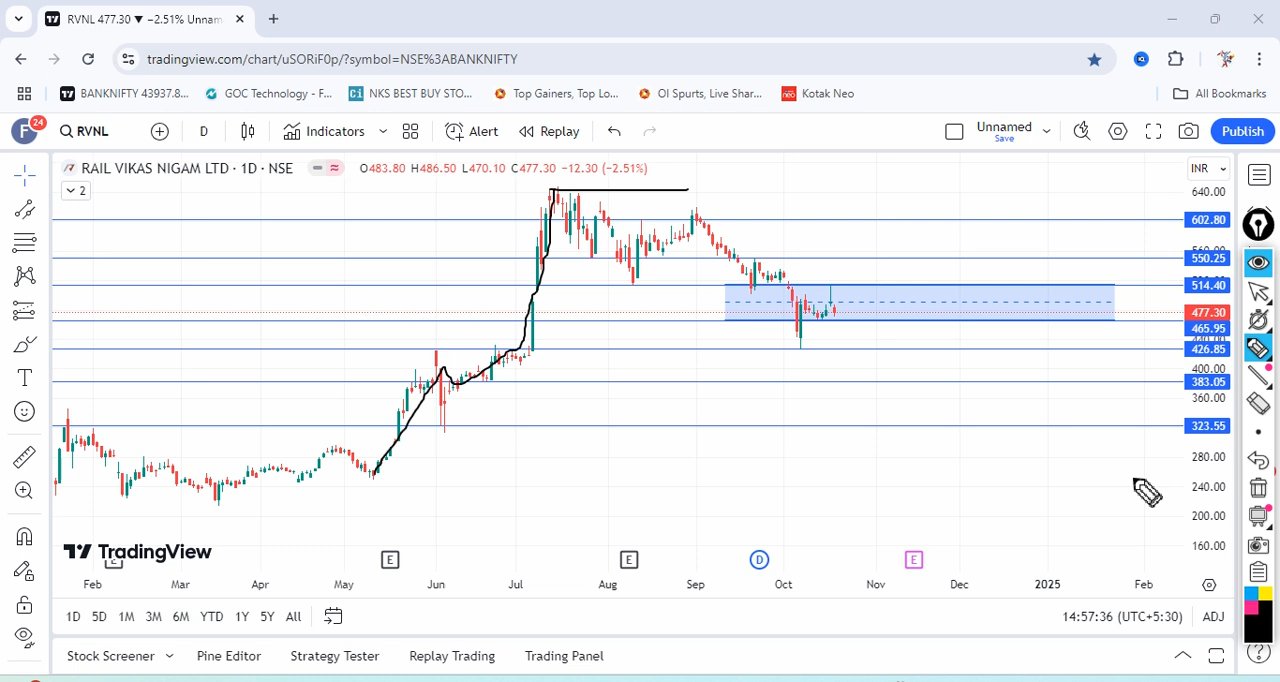 RVNL 477.30 ▼ −2.51% Unnam
tradingview.com/chart/uSORiF0p/?symbol=NSE%3ABANKNIFTY
BANKNIFTY 43937.8... GOC Technology - F... NKS BEST BUY STO... Top Gainers, Top Lo... OI Spurts, Live Shar... Kotak Neo All Bookmarks
F 24 RVNL D Indicators Alert Replay Unnamed Save Publish
RAIL VIKAS NIGAM LTD · 1D · NSE O483.80 H486.50 L470.10 C477.30 −12.30 (−2.51%) INR
2
640.00
602.80
550.25
514.40
477.30
465.95
426.85
400.00
383.05
360.00
323.55
280.00
240.00
200.00
160.00
TradingView
E E D E
Feb Mar Apr May Jun Jul Aug Sep Oct Nov Dec 2025 Feb
1D 5D 1M 3M 6M YTD 1Y 5Y All 14:57:36 (UTC+5:30) ADJ
Stock Screener Pine Editor Strategy Tester Replay Trading Trading Panel